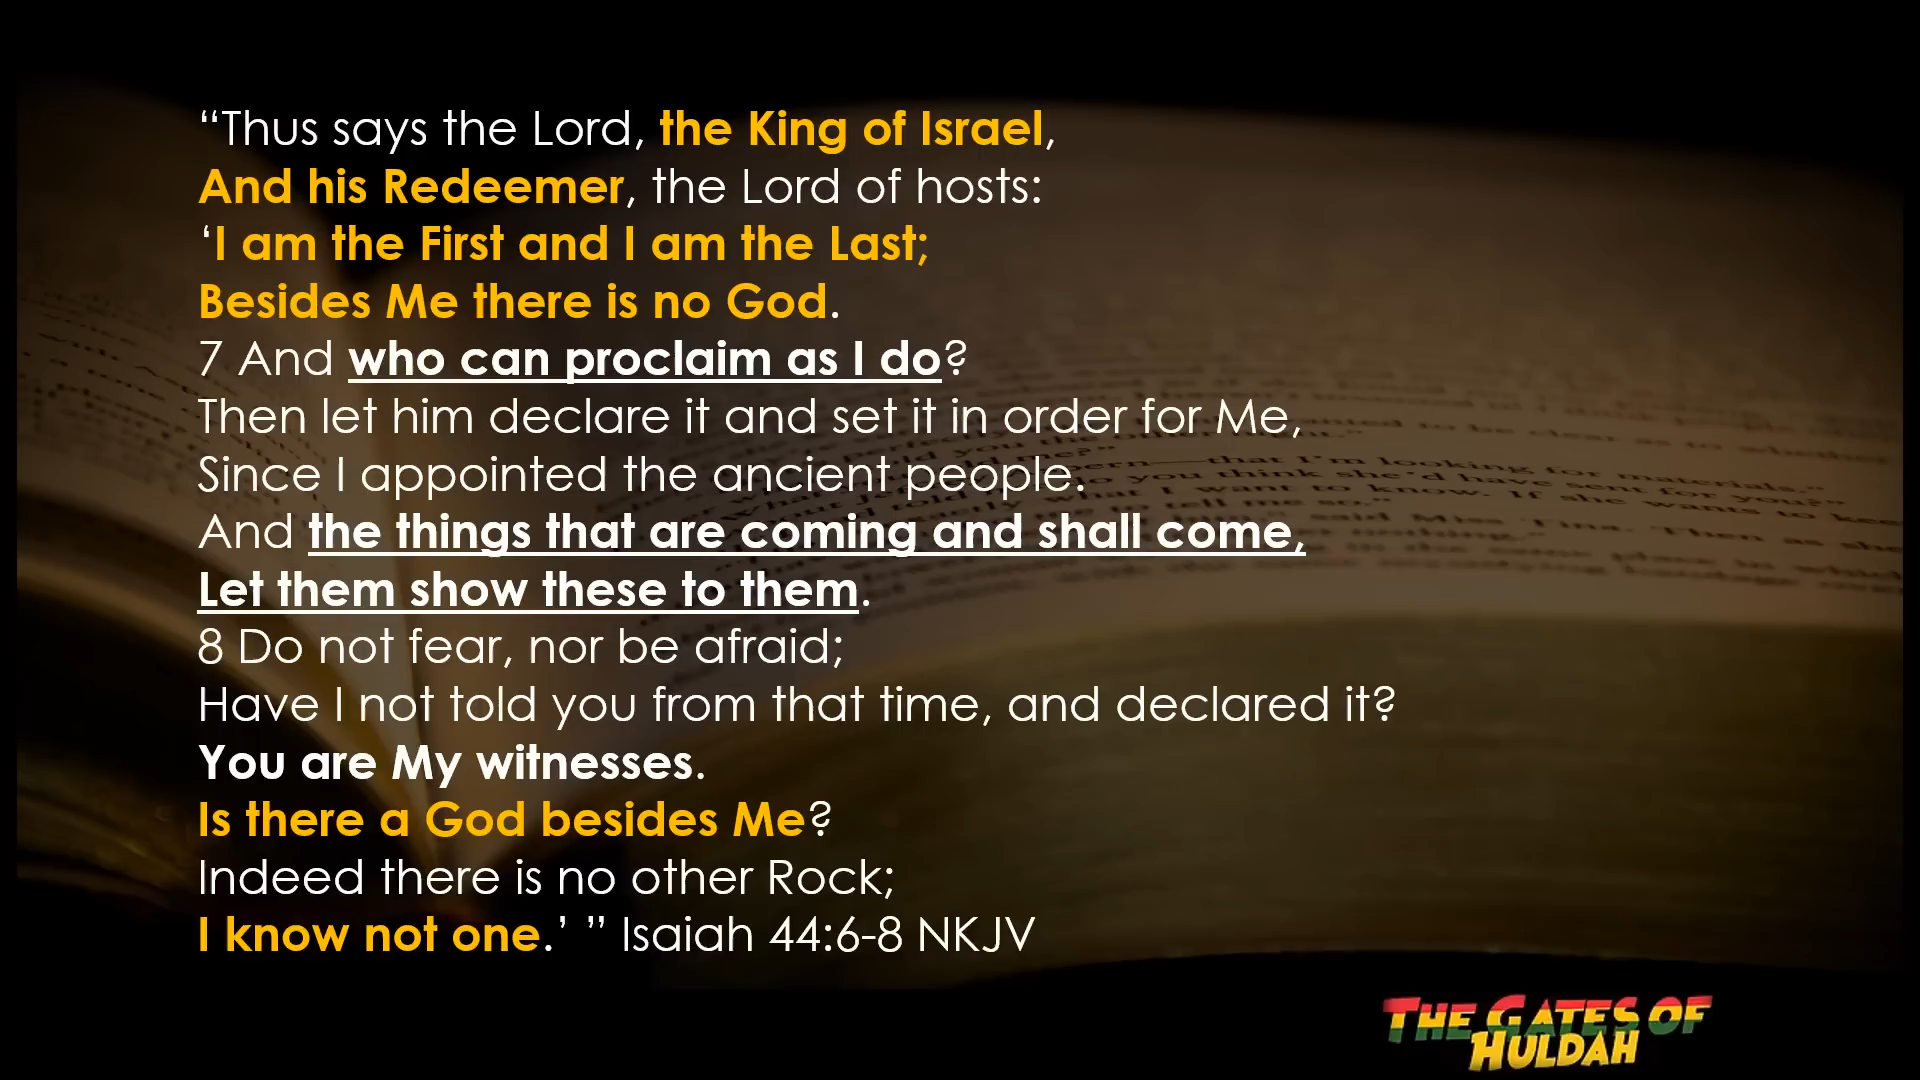 “Thus says the Lord, the King of Israel,
And his Redeemer, the Lord of hosts:
‘I am the First and I am the Last;
Besides Me there is no God.
7 And who can proclaim as I do?
Then let him declare it and set it in order for Me,
Since I appointed the ancient people.
And the things that are coming and shall come,
Let them show these to them.
8 Do not fear, nor be afraid;
Have I not told you from that time, and declared it?
You are My witnesses.
Is there a God besides Me?
Indeed there is no other Rock;
I know not one.’ ” Isaiah 44:6-8 NKJV
THE GATES OF
HULDAH